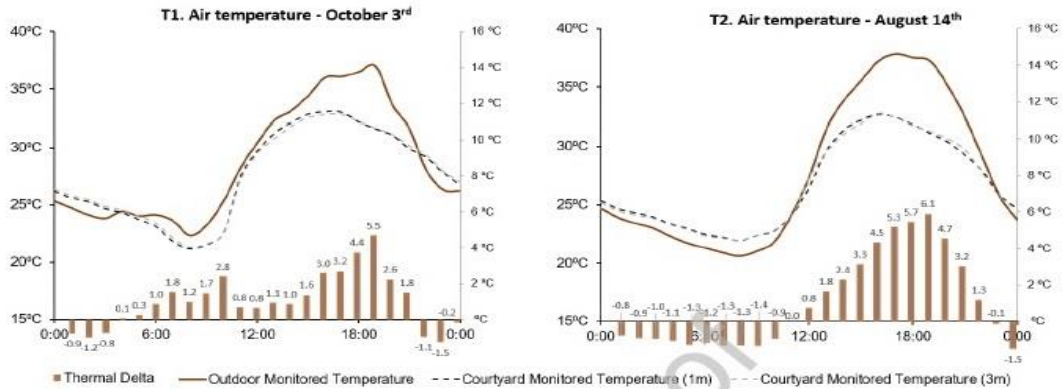 T1. Air temperature - October 3rd
40ºC
35ºC
30ºC
25ºC
20ºC
15ºC
16 ºC
14 ºC
12 ºC
10 ºC
8 ºC
6 ºC
4 ºC
2 ºC
ºC
-0.9
-1.2
-0.8
0.1
0.3
1.0
1.8
1.2
1.7
2.8
0.8
0.8
1.1
1.0
1.6
3.0
3.2
4.4
5.5
2.6
1.8
-1.1
-1.5
-0.2
0:00
6:00
12:00
18:00
0:00
T2. Air temperature - August 14th
40ºC
35ºC
30ºC
25ºC
20ºC
15ºC
16 ºC
14 ºC
12 ºC
10 ºC
8 ºC
6 ºC
4 ºC
2 ºC
ºC
-0.8
-0.9
-1.0
-1.3
-1.2
-1.3
-1.3
-1.4
-0.9
0.0
0.8
1.8
2.4
3.3
4.5
5.3
5.7
6.1
4.7
3.2
1.3
-0.1
-1.5
0:00
6:00
12:00
18:00
0:00
Thermal Delta
Outdoor Monitored Temperature
Courtyard Monitored Temperature (1m)
Courtyard Monitored Temperature (3m)